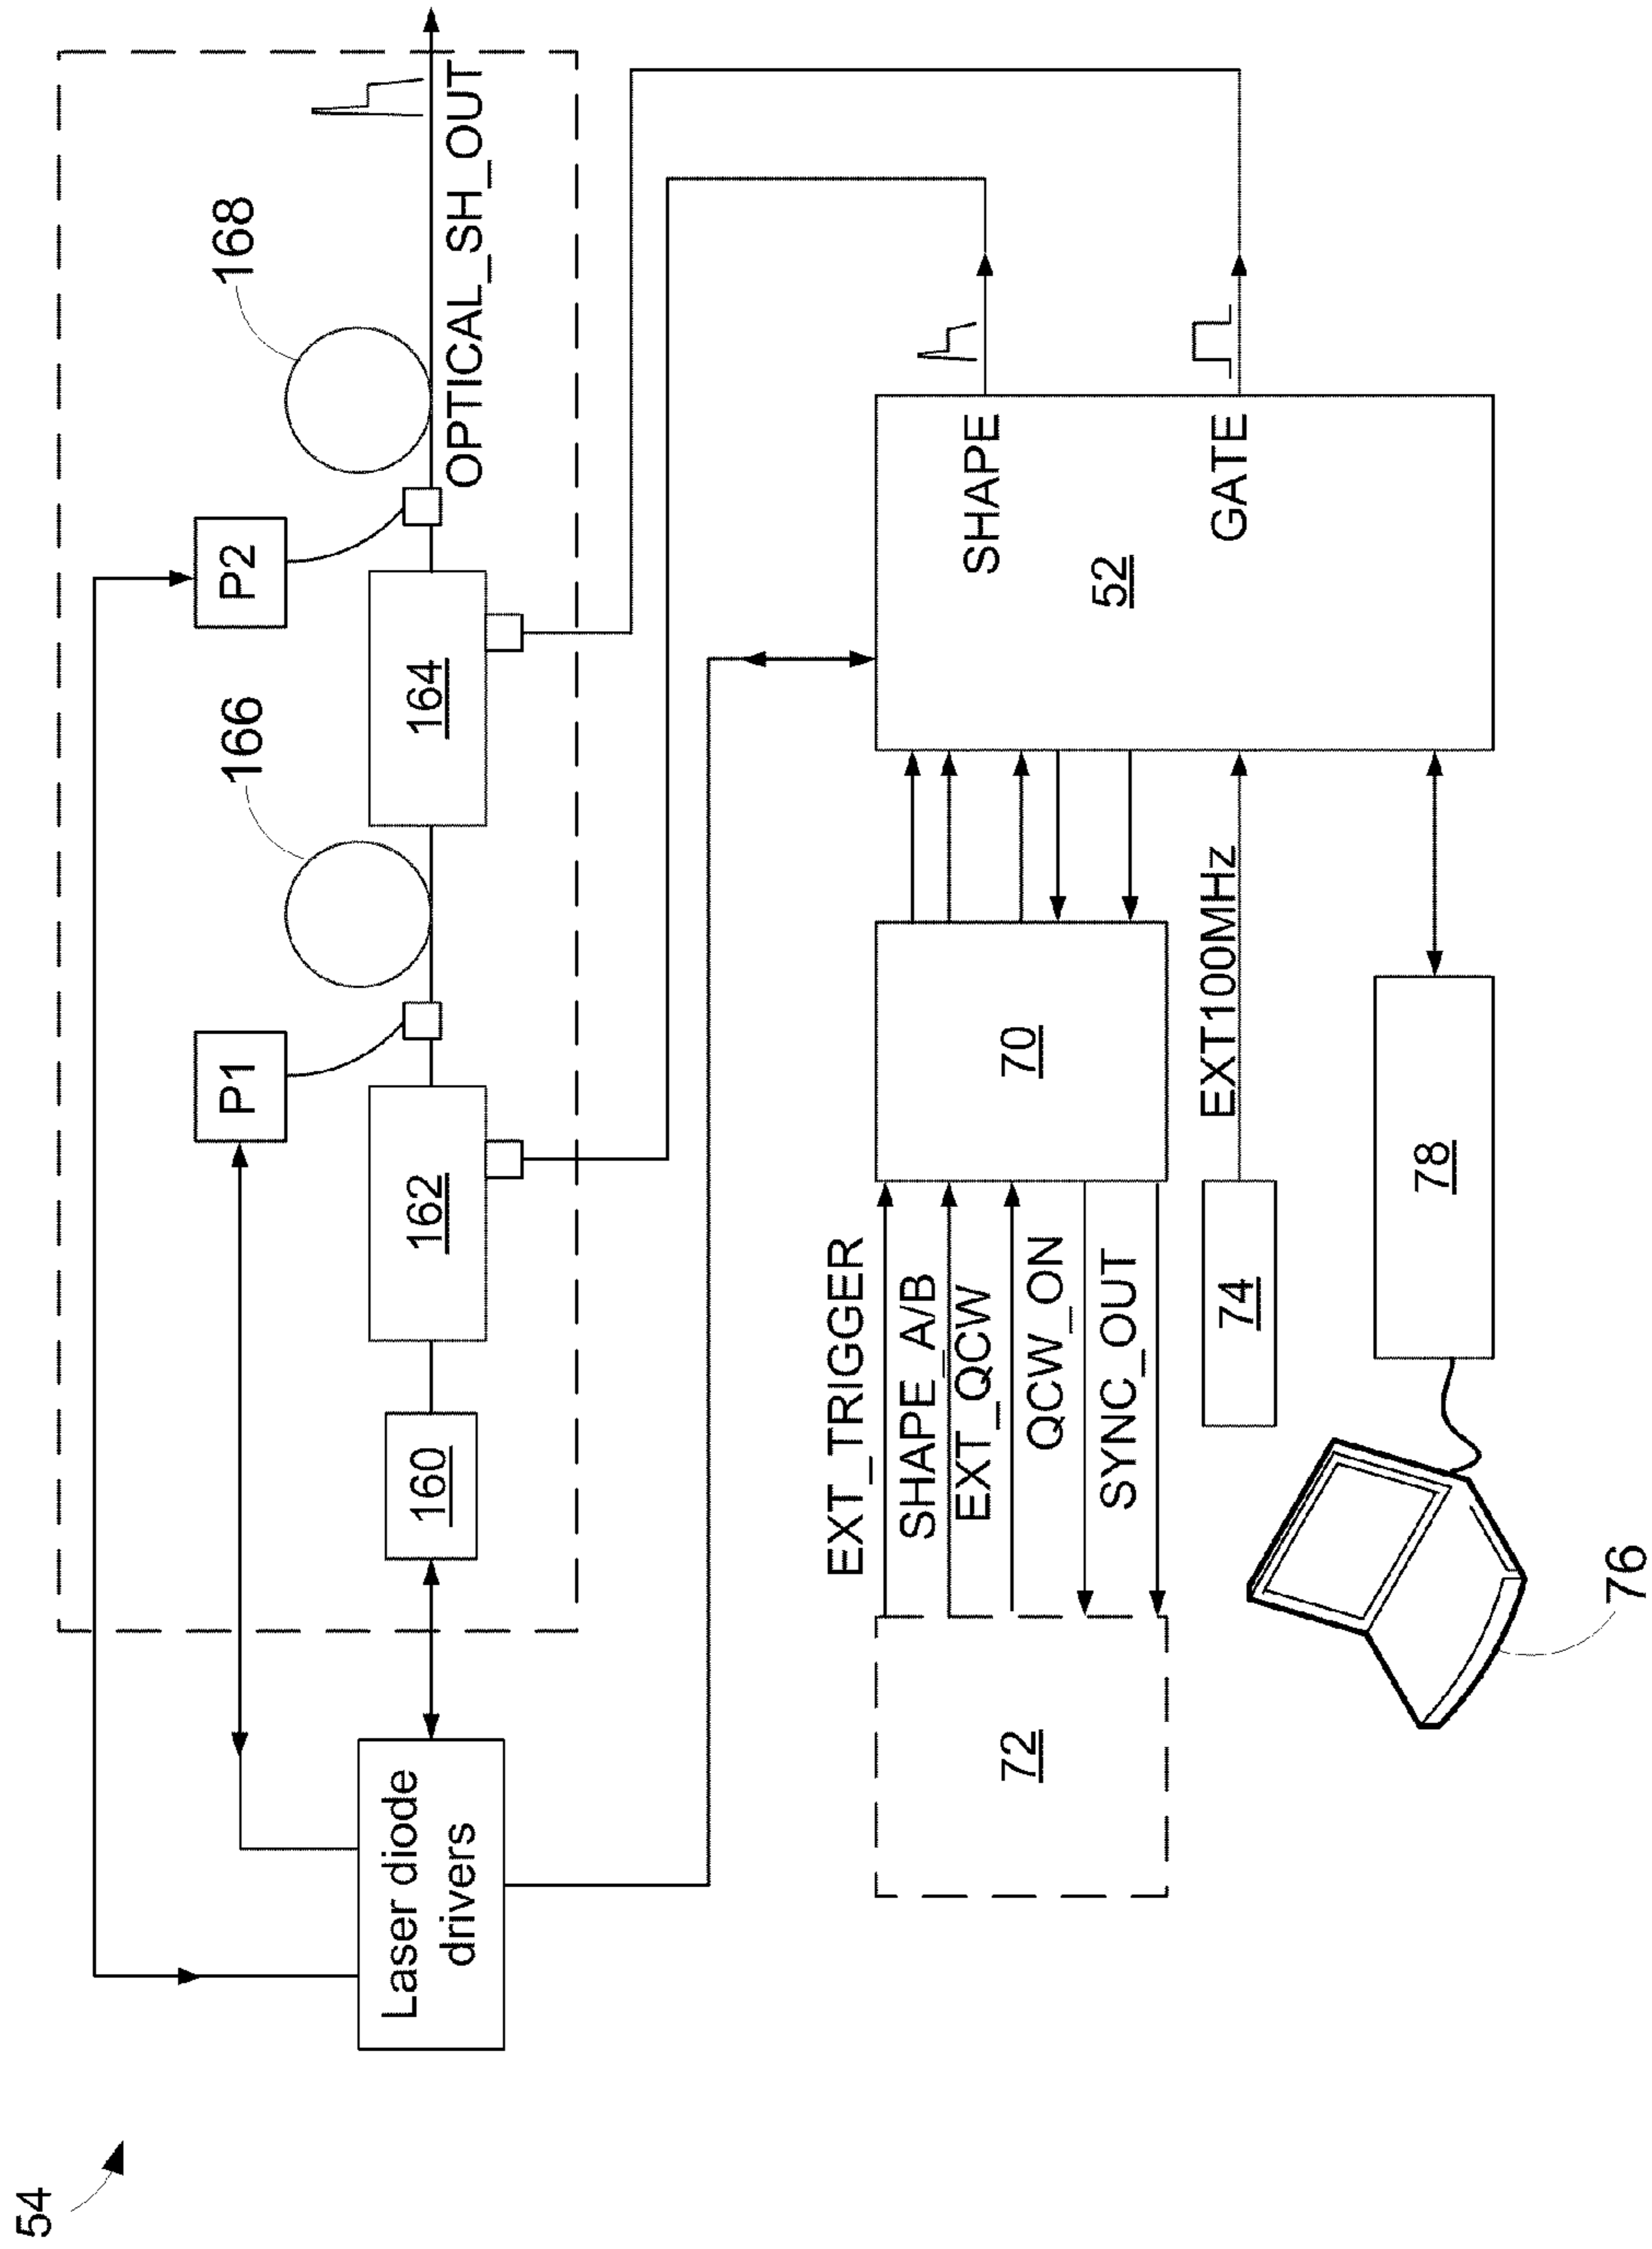 54
168
166
P1
P2
Laser diode
drivers
160
162
164
OPTICAL_SH_OUT
EXT_TRIGGER
SHAPE_A/B
EXT_QCW
QCW_ON
SYNC_OUT
72
70
52
SHAPE
GATE
EXT100MHz
74
78
76